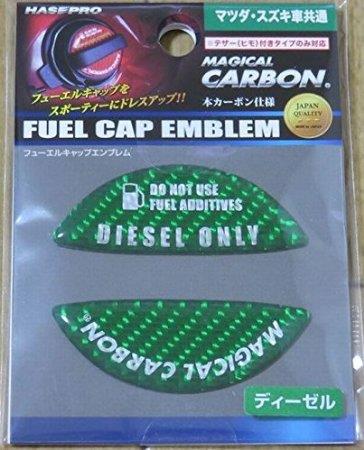 HASEPRO
マツダ・スズキ車共通
※テザー(ヒモ)付きタイプのみ対応
MAGICAL
CARBON®
フューエルキャップを
スポーティーにドレスアップ!!
本カーボン仕様
JAPAN
QUALITY
MADE IN JAPAN
FUEL CAP EMBLEM
フューエルキャップエンブレム
DO NOT USE
FUEL ADDITIVES
DIESEL ONLY
MAGICAL CARBON®
ディーゼル